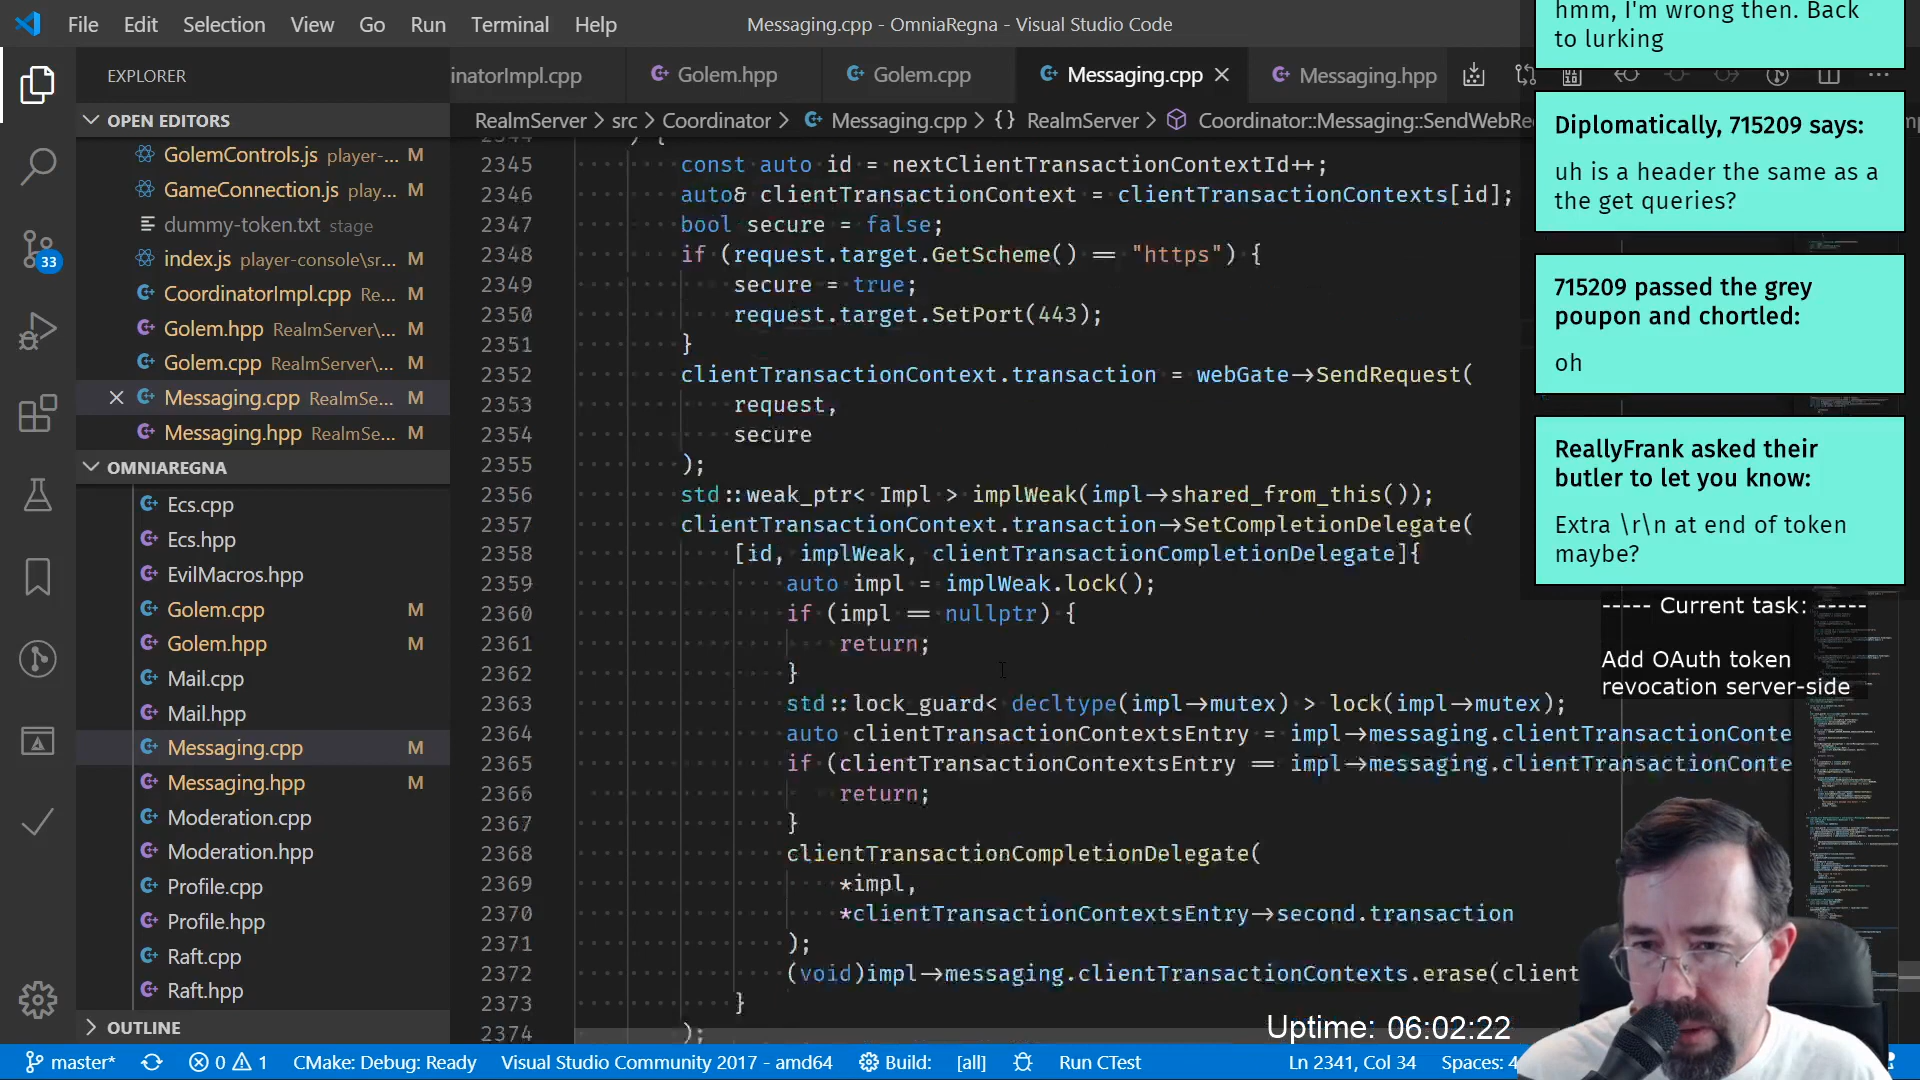 File Edit Selection View Go Run Terminal Help
Messaging.cpp - OmniaRegna - Visual Studio Code
EXPLORER
OPEN EDITORS
GolemControls.js player-... M
GameConnection.js play... M
dummy-token.txt stage
index.js player-console\sr... M
CoordinatorImpl.cpp Re... M
Golem.hpp RealmServer\... M
Golem.cpp RealmServer\... M
Messaging.cpp RealmSe... M
Messaging.hpp RealmSe... M
33
OMNIAREGNA
Ecs.cpp
Ecs.hpp
EvilMacros.hpp
Golem.cpp M
Golem.hpp M
Mail.cpp
Mail.hpp
Messaging.cpp M
Messaging.hpp M
Moderation.cpp
Moderation.hpp
Profile.cpp
Profile.hpp
Raft.cpp
Raft.hpp
OUTLINE
inatorImpl.cpp Golem.hpp Golem.cpp Messaging.cpp Messaging.hpp
RealmServer > src > Coordinator > Messaging.cpp > {} RealmServer > Coordinator::Messaging::SendWebRe
2345 const auto id = nextClientTransactionContextId++;
2346 auto& clientTransactionContext = clientTransactionContexts[id];
2347 bool secure = false;
2348 if (request.target.GetScheme() == "https") {
2349 secure = true;
2350 request.target.SetPort(443);
2351 }
2352 clientTransactionContext.transaction = webGate->SendRequest(
2353 request,
2354 secure
2355 );
2356 std::weak_ptr< Impl > implWeak(impl->shared_from_this());
2357 clientTransactionContext.transaction->SetCompletionDelegate(
2358 [id, implWeak, clientTransactionCompletionDelegate]{
2359 auto impl = implWeak.lock();
2360 if (impl == nullptr) {
2361 return;
2362 }
2363 std::lock_guard< decltype(impl->mutex) > lock(impl->mutex);
2364 auto clientTransactionContextsEntry = impl->messaging.clientTransactionConte
2365 if (clientTransactionContextsEntry == impl->messaging.clientTransactionConte
2366 return;
2367 }
2368 clientTransactionCompletionDelegate(
2369 *impl,
2370 *clientTransactionContextsEntry->second.transaction
2371 );
2372 (void)impl->messaging.clientTransactionContexts.erase(client
2373 }
2374 );
hmm, I'm wrong then. Back
to lurking
Diplomatically, 715209 says:
uh is a header the same as a
the get queries?
715209 passed the grey
poupon and chortled:
oh
ReallyFrank asked their
butler to let you know:
Extra \r\n at end of token
maybe?
----- Current task: -----
Add OAuth token
revocation server-side
Uptime: 06:02:22
master* 0 1 CMake: Debug: Ready Visual Studio Community 2017 - amd64 Build: [all] Run CTest Ln 2341, Col 34 Spaces: 4